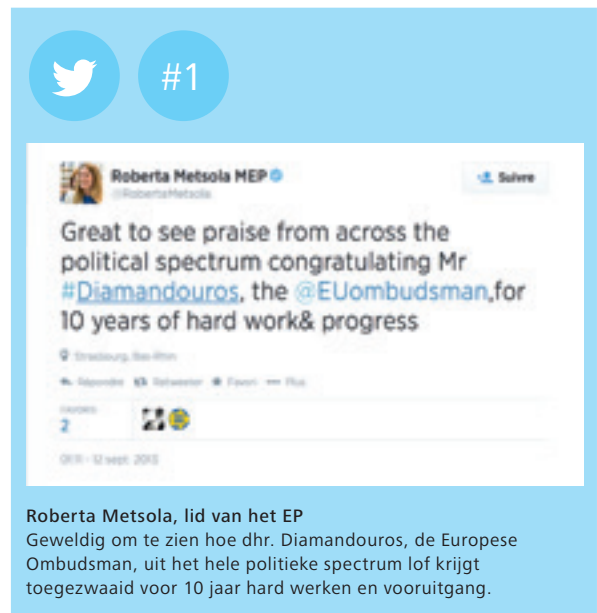 #1
Roberta Metsola MEP
@RobertaMetsola
Suivre
Great to see praise from across the
political spectrum congratulating Mr
#Diamandouros, the @EUombudsman,for
10 years of hard work& progress
Strasbourg, Bas-Rhin
Répondre Retweeter Favori Plus
FAVORIS
2
12 sept. 2013
Roberta Metsola, lid van het EP
Geweldig om te zien hoe dhr. Diamandouros, de Europese
Ombudsman, uit het hele politieke spectrum lof krijgt
toegezwaaid voor 10 jaar hard werken en vooruitgang.